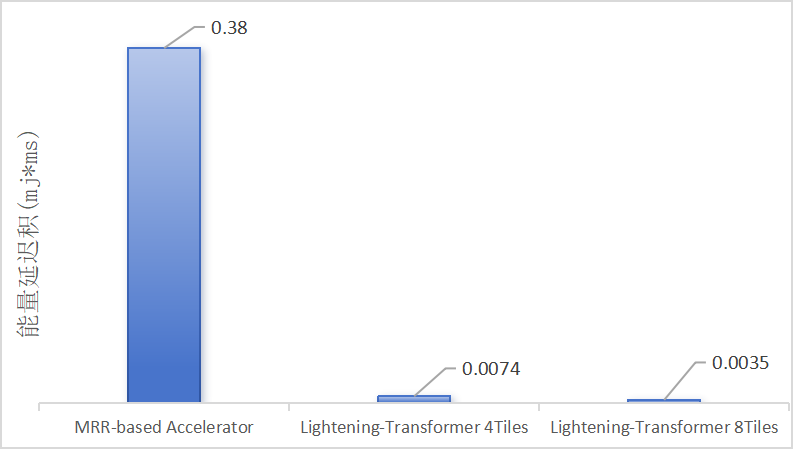 0.38
能量延迟积(mj*ms)
0.0074
0.0035
MRR-based Accelerator
Lightening-Transformer 4Tiles
Lightening-Transformer 8Tiles